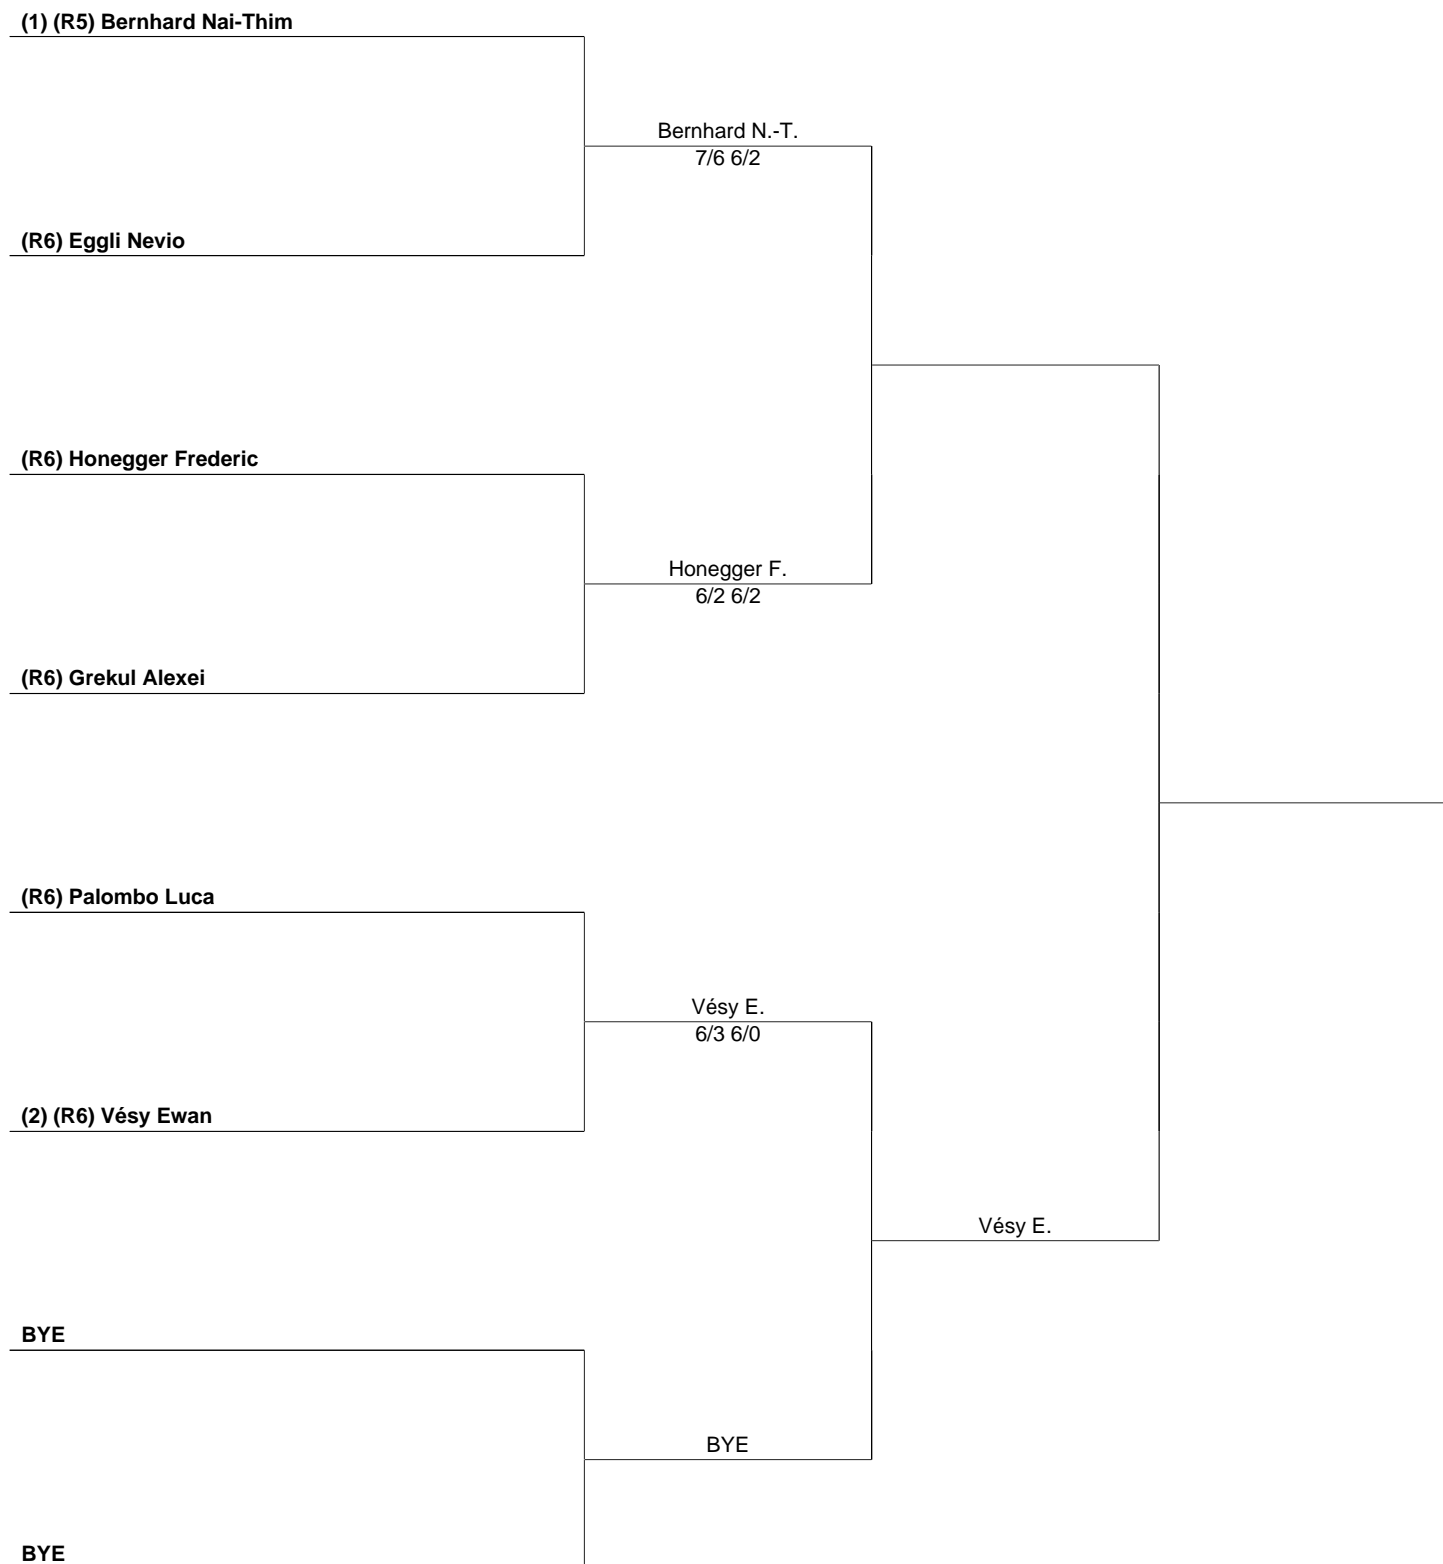 (1) (R5) Bernhard Nai-Thim
Bernhard N.-T.
7/6 6/2
(R6) Eggli Nevio
(R6) Honegger Frederic
Honegger F.
6/2 6/2
(R6) Grekul Alexei
(R6) Palombo Luca
Vésy E.
6/3 6/0
(2) (R6) Vésy Ewan
Vésy E.
BYE
BYE
BYE